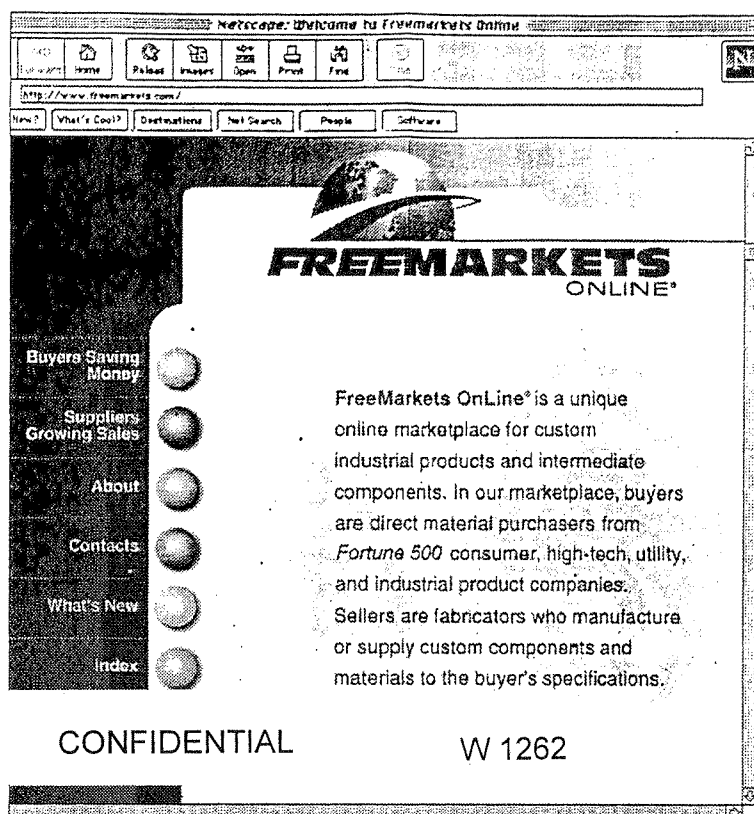 Netscape: Welcome to Freemarkets Online
Forward Home Reload Images Open Print Find Stop
http://www.freemarkets.com/
New? What's Cool? Destinations Net Search People Software
N
FREEMARKETS
ONLINE®
Buyers Saving
Money
Suppliers
Growing Sales
About
Contacts
What's New
Index
FreeMarkets OnLine® is a unique
online marketplace for custom
industrial products and intermediate
components. In our marketplace, buyers
are direct material purchasers from
Fortune 500 consumer, high-tech, utility,
and industrial product companies.
Sellers are fabricators who manufacture
or supply custom components and
materials to the buyer's specifications.
CONFIDENTIAL W 1262